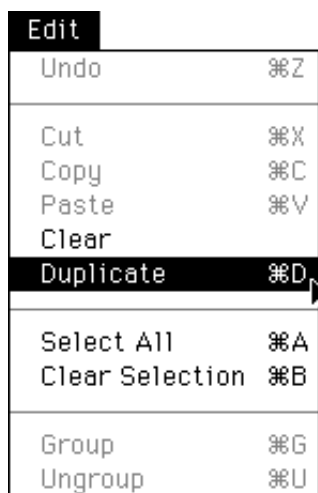 Edit
Undo ⌘Z
Cut ⌘X
Copy ⌘C
Paste ⌘V
Clear
Duplicate ⌘D
Select All ⌘A
Clear Selection ⌘B
Group ⌘G
Ungroup ⌘U